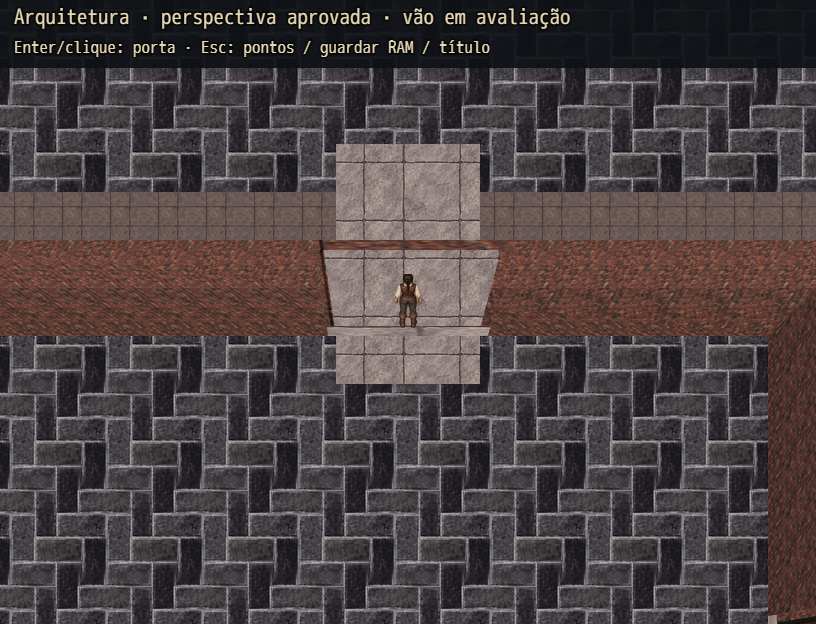 Arquitetura · perspectiva aprovada · vão em avaliação
Enter/clique: porta · Esc: pontos / guardar RAM / título